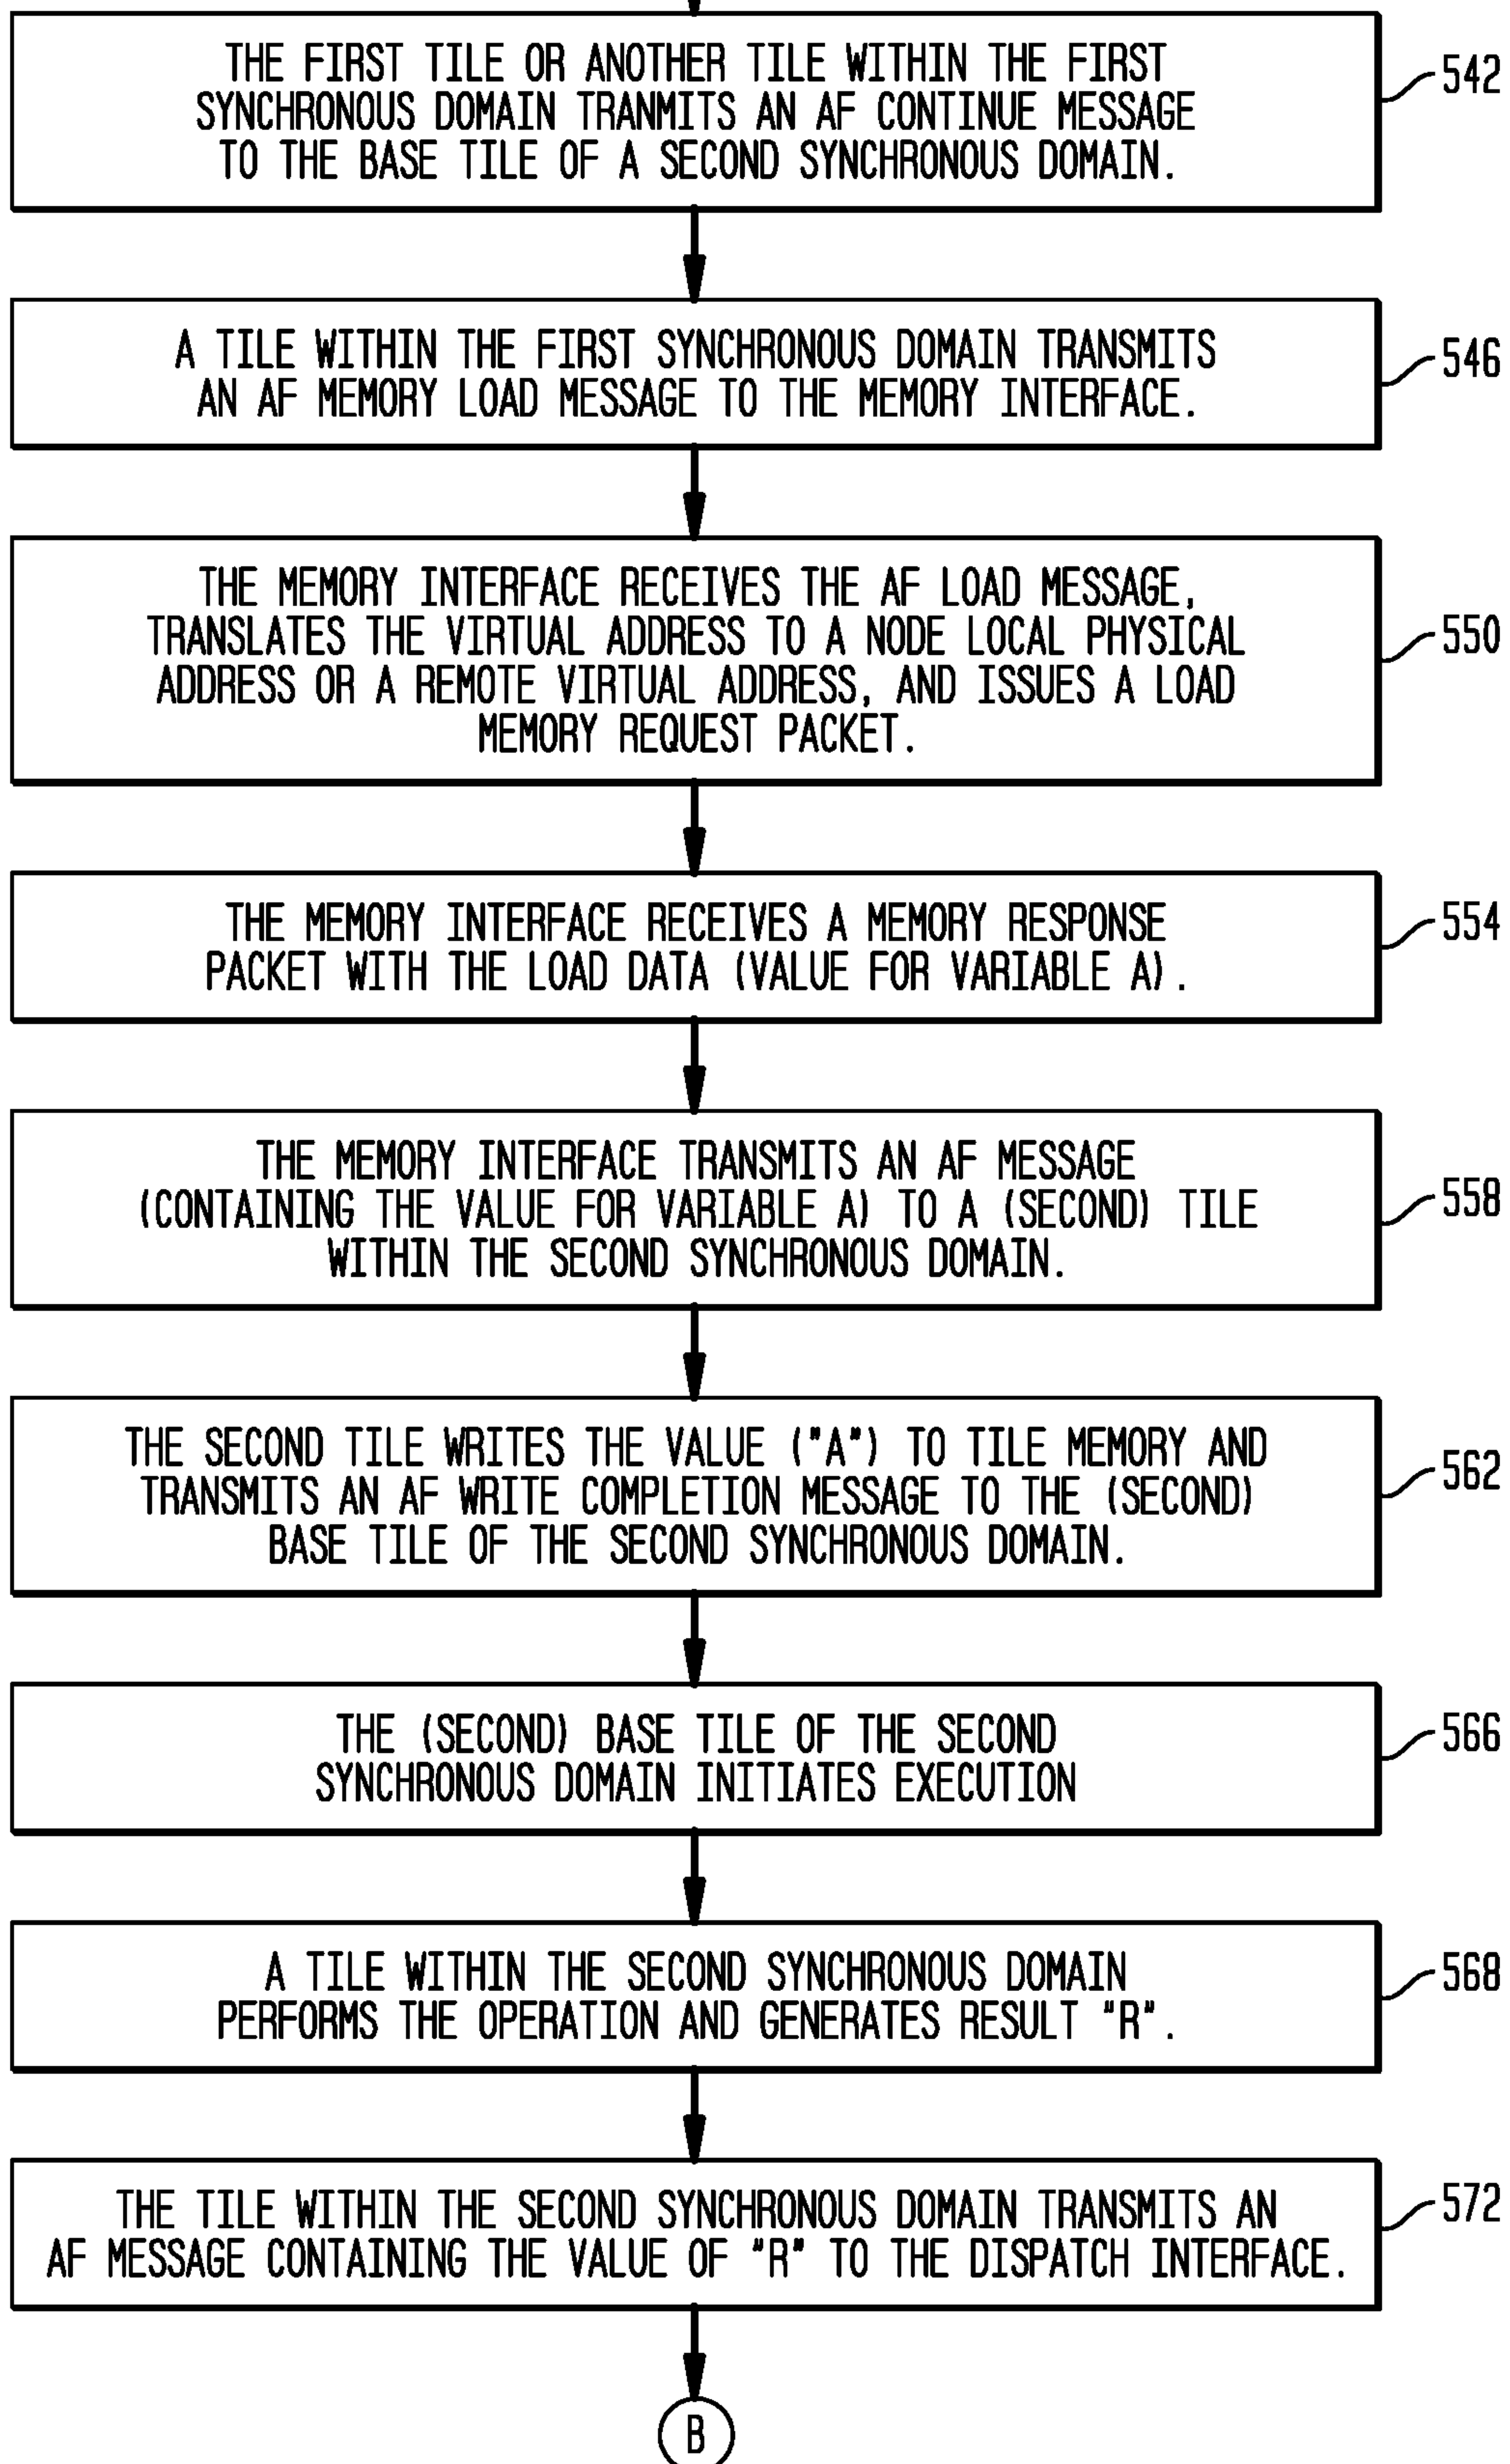 THE FIRST TILE OR ANOTHER TILE WITHIN THE FIRST
SYNCHRONOUS DOMAIN TRANMITS AN AF CONTINUE MESSAGE
TO THE BASE TILE OF A SECOND SYNCHRONOUS DOMAIN.
542
A TILE WITHIN THE FIRST SYNCHRONOUS DOMAIN TRANSMITS
AN AF MEMORY LOAD MESSAGE TO THE MEMORY INTERFACE.
546
THE MEMORY INTERFACE RECEIVES THE AF LOAD MESSAGE,
TRANSLATES THE VIRTUAL ADDRESS TO A NODE LOCAL PHYSICAL
ADDRESS OR A REMOTE VIRTUAL ADDRESS, AND ISSUES A LOAD
MEMORY REQUEST PACKET.
550
THE MEMORY INTERFACE RECEIVES A MEMORY RESPONSE
PACKET WITH THE LOAD DATA (VALUE FOR VARIABLE A).
554
THE MEMORY INTERFACE TRANSMITS AN AF MESSAGE
(CONTAINING THE VALUE FOR VARIABLE A) TO A (SECOND) TILE
WITHIN THE SECOND SYNCHRONOUS DOMAIN.
558
THE SECOND TILE WRITES THE VALUE ("A") TO TILE MEMORY AND
TRANSMITS AN AF WRITE COMPLETION MESSAGE TO THE (SECOND)
BASE TILE OF THE SECOND SYNCHRONOUS DOMAIN.
562
THE (SECOND) BASE TILE OF THE SECOND
SYNCHRONOUS DOMAIN INITIATES EXECUTION
566
A TILE WITHIN THE SECOND SYNCHRONOUS DOMAIN
PERFORMS THE OPERATION AND GENERATES RESULT "R".
568
THE TILE WITHIN THE SECOND SYNCHRONOUS DOMAIN TRANSMITS AN
AF MESSAGE CONTAINING THE VALUE OF "R" TO THE DISPATCH INTERFACE.
572
B